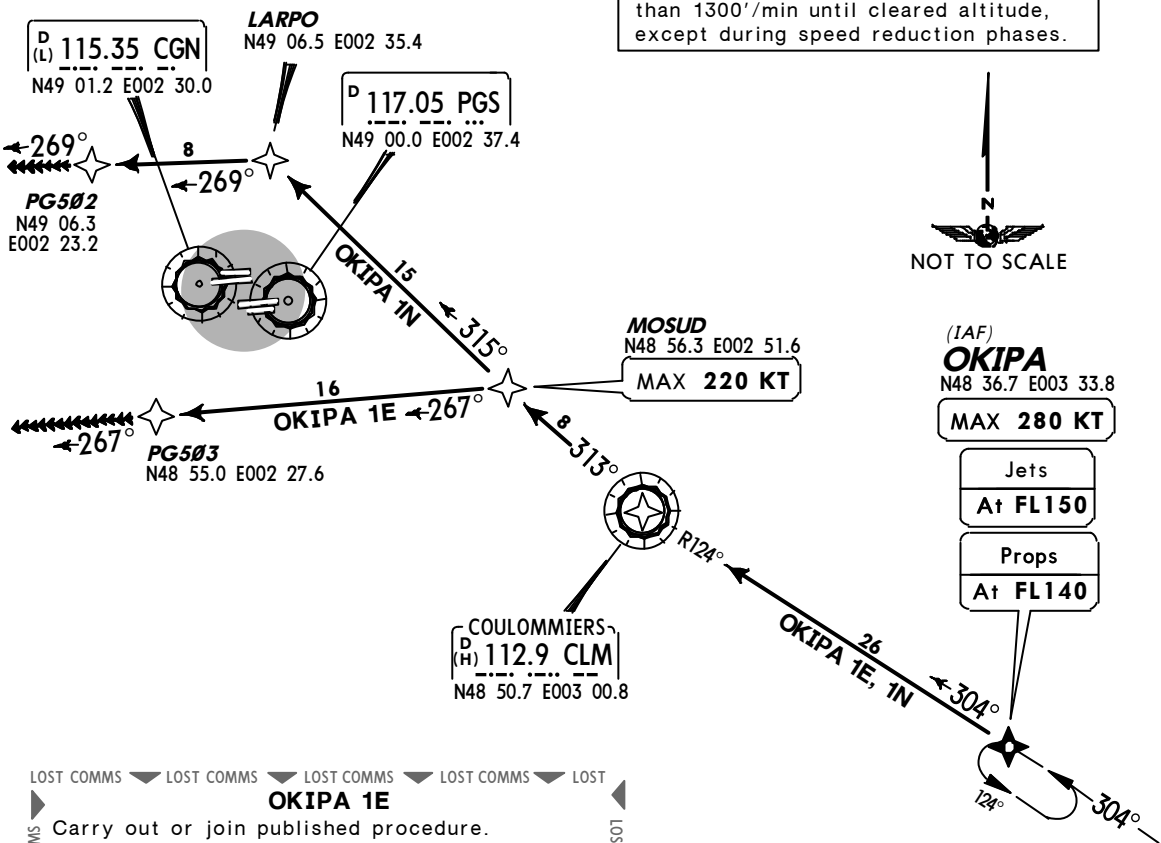 than 1300'/min until cleared altitude,
except during speed reduction phases.
LARPO
N49 06.5 E002 35.4
D
(L) 115.35 CGN
N49 01.2 E002 30.0
D 117.05 PGS
N49 00.0 E002 37.4
269°
8
269°
PG5Ø2
N49 06.3
E002 23.2
N
NOT TO SCALE
15
OKIPA 1N
315°
MOSUD
N48 56.3 E002 51.6
MAX 220 KT
(IAF)
OKIPA
N48 36.7 E003 33.8
MAX 280 KT
Jets
At FL150
Props
At FL140
16
OKIPA 1E
267°
267°
PG5Ø3
N48 55.0 E002 27.6
8
313°
R124°
COULOMMIERS
D
(H) 112.9 CLM
N48 50.7 E003 00.8
26
OKIPA 1E, 1N
304°
124°
304°
LOST COMMS LOST COMMS LOST COMMS LOST COMMS LOST
OKIPA 1E
Carry out or join published procedure.
MS
LOS